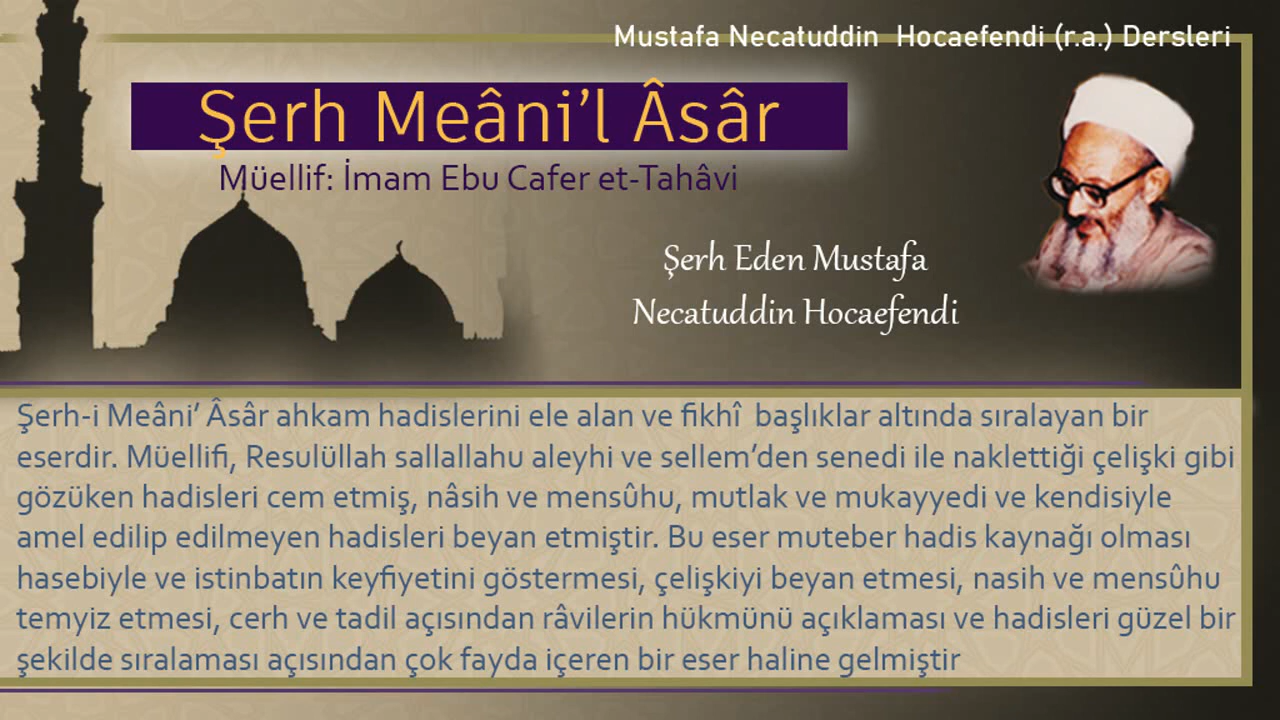 Mustafa Necatuddin Hocaefendi (r.a.) Dersleri
Şerh Meâni’l Âsâr
Müellif: İmam Ebu Cafer et-Tahâvi
Şerh Eden Mustafa
Necatuddin Hocaefendi
Şerh-i Meâni’ Âsâr ahkam hadislerini ele alan ve fikhî başlıklar altında sıralayan bir
eserdir. Müellifi, Resulüllah sallallahu aleyhi ve sellem’den senedi ile naklettiği çelişki gibi
gözüken hadisleri cem etmiş, nâsih ve mensûhu, mutlak ve mukayyedi ve kendisiyle
amel edilip edilmeyen hadisleri beyan etmiştir. Bu eser muteber hadis kaynağı olması
hasebiyle ve istinbatın keyfiyetini göstermesi, çelişkiyi beyan etmesi, nasih ve mensûhu
temyiz etmesi, cerh ve tadil açısından râvilerin hükmünü açıklaması ve hadisleri güzel bir
şekilde sıralaması açısından çok fayda içeren bir eser haline gelmiştir